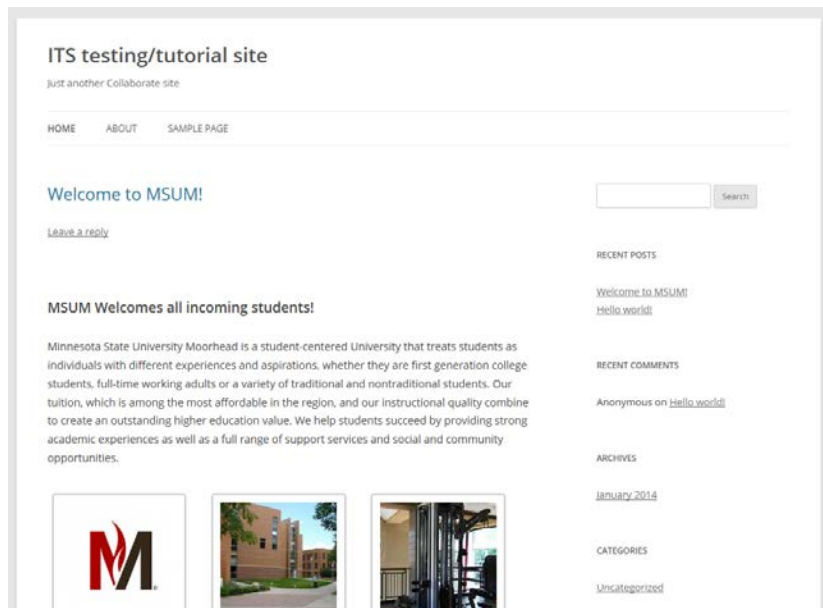 ITS testing/tutorial site
Just another Collaborate site
HOME ABOUT SAMPLE PAGE
Welcome to MSUM!
Leave a reply
MSUM Welcomes all incoming students!
Minnesota State University Moorhead is a student-centered University that treats students as
individuals with different experiences and aspirations, whether they are first generation college
students, full-time working adults or a variety of traditional and nontraditional students. Our
tuition, which is among the most affordable in the region, and our instructional quality combine
to create an outstanding higher education value. We help students succeed by providing strong
academic experiences as well as a full range of support services and social and community
opportunities.
M
Search
RECENT POSTS
Welcome to MSUM!
Hello world!
RECENT COMMENTS
Anonymous on Hello world!
ARCHIVES
January 2014
CATEGORIES
Uncategorized